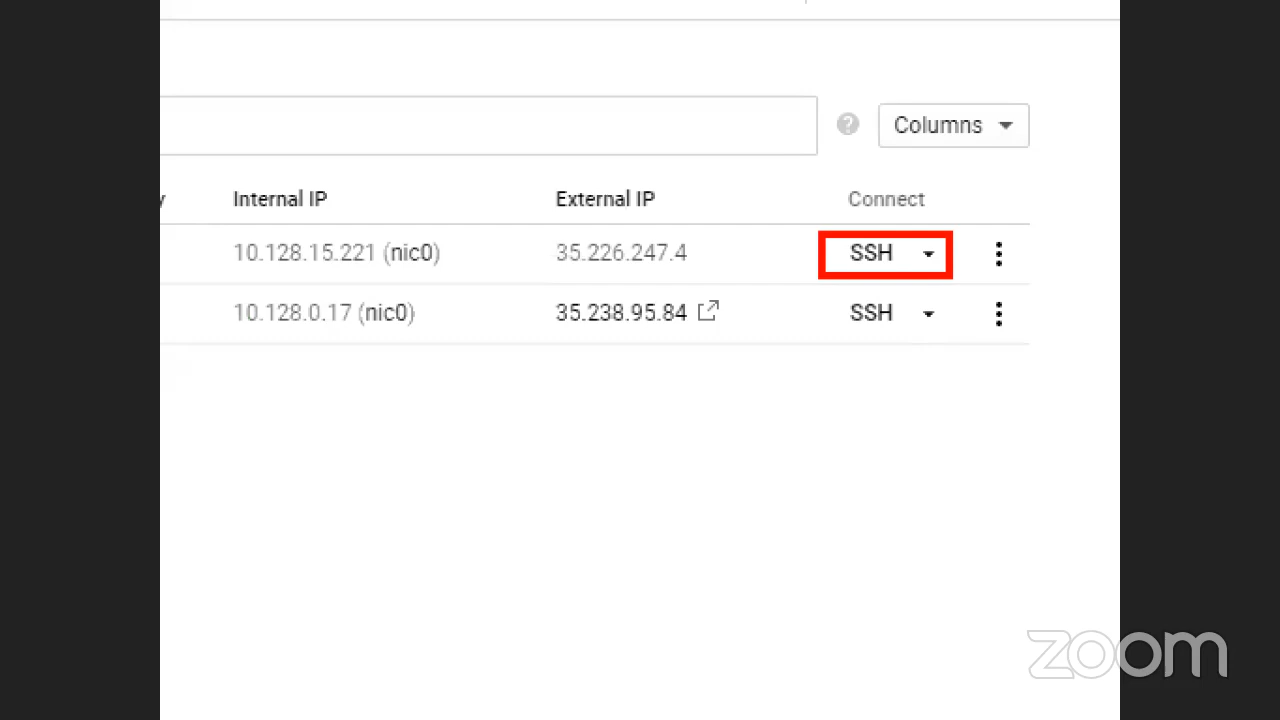 Columns
Internal IP External IP Connect
10.128.15.221 (nic0) 35.226.247.4 SSH
10.128.0.17 (nic0) 35.238.95.84 SSH
zoom